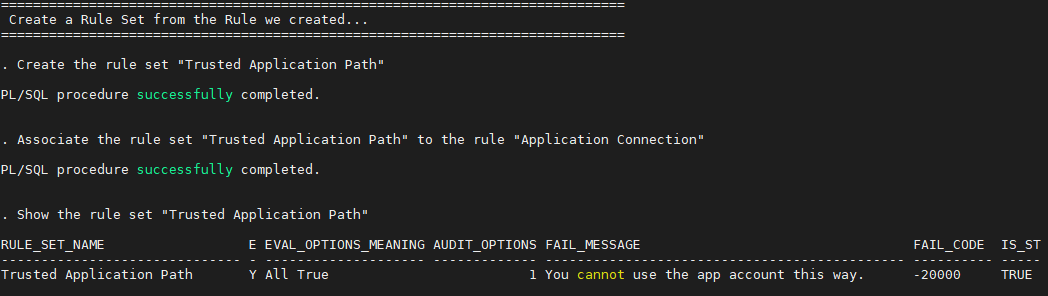 ==============================================================================
 Create a Rule Set from the Rule we created...
==============================================================================
. Create the rule set "Trusted Application Path"
PL/SQL procedure successfully completed.
. Associate the rule set "Trusted Application Path" to the rule "Application Connection"
PL/SQL procedure successfully completed.
. Show the rule set "Trusted Application Path"
RULE_SET_NAME                  E EVAL_OPTIONS_MEANING AUDIT_OPTIONS FAIL_MESSAGE                                  FAIL_CODE  IS_ST
------------------------------ - -------------------- ------------- --------------------------------------------- ---------- -----
Trusted Application Path       Y All True                         1 You cannot use the app account this way.      -20000     TRUE